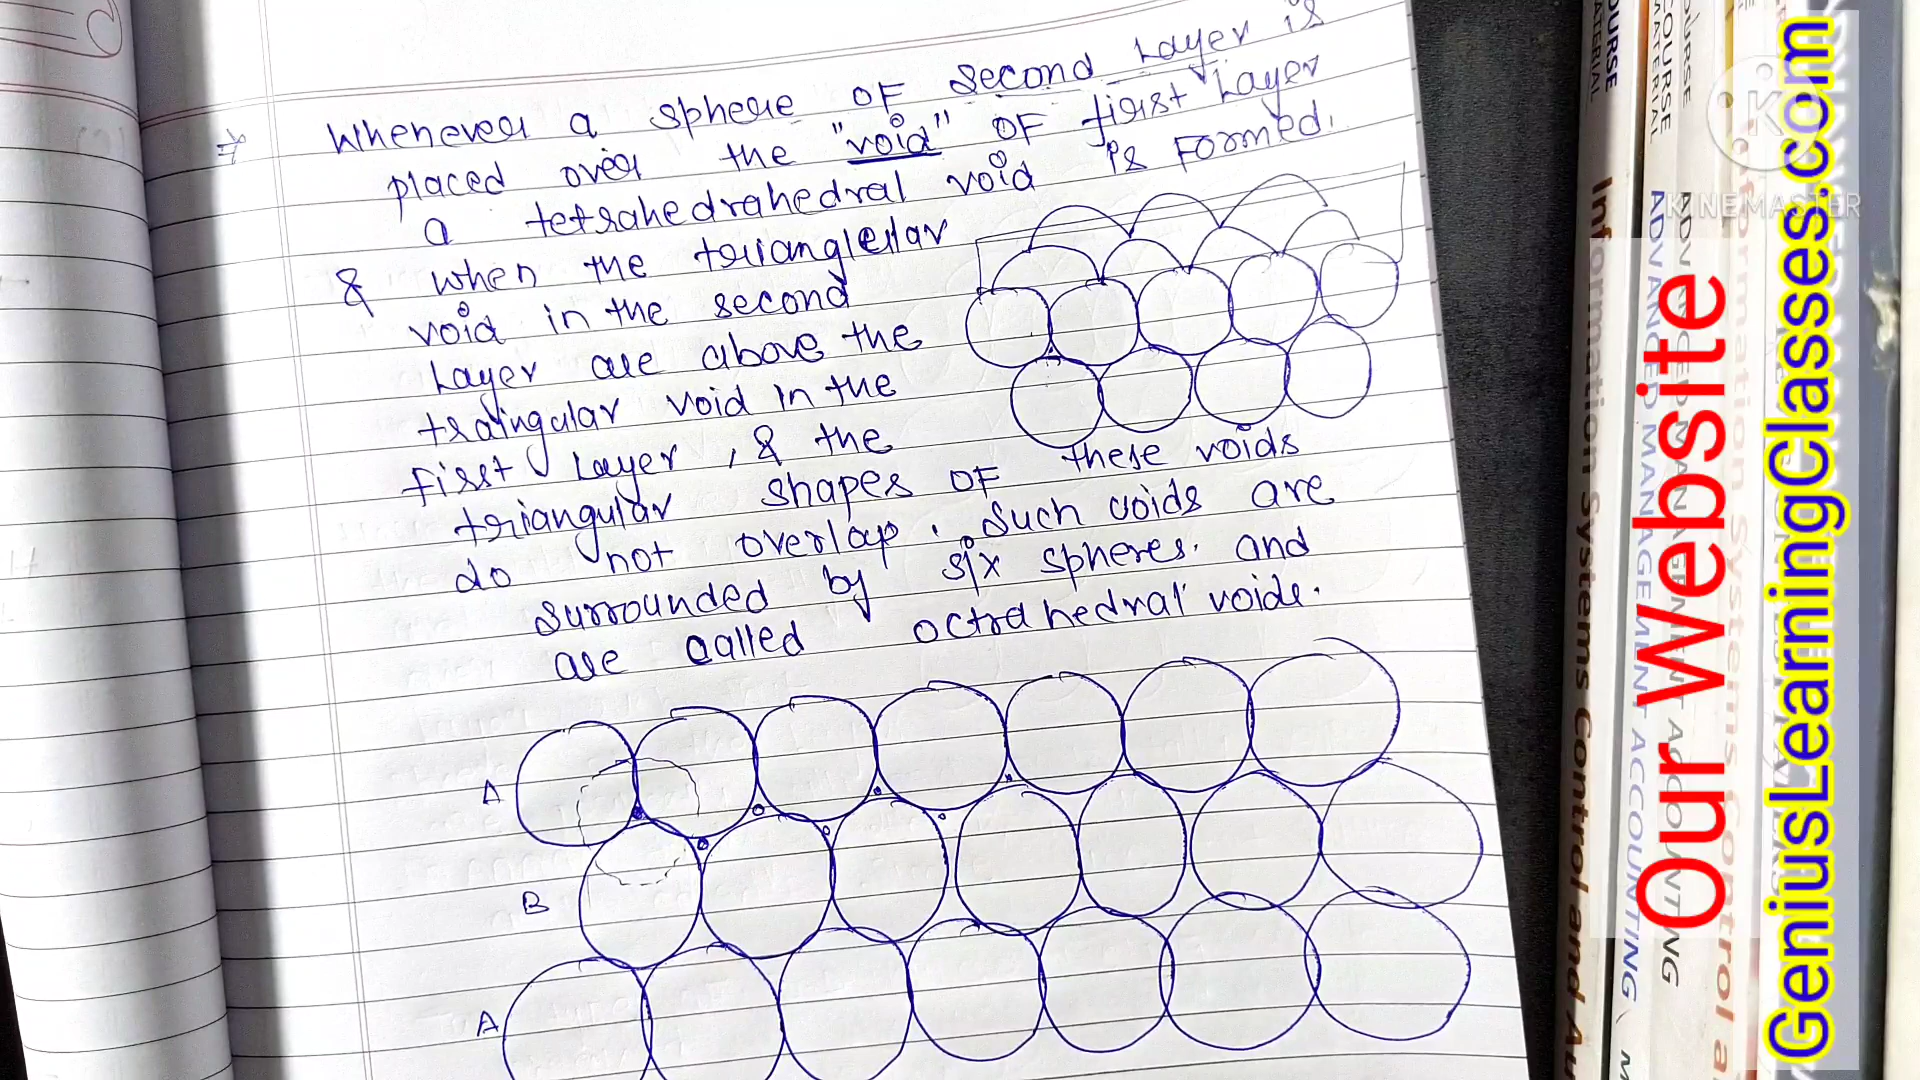 Whenever a sphere OF second Layer is
placed over the "void" OF first Layer
a tetrahedrahedral void is Formed.
& when the trianglelar
void in the second
Layer are above the
traingular void in the
First Layer, & the
triangular shapes OF these voids
do not overlap. Such voids are
surrounded by six spheres. and
are called octrahedral voids.
A
B
A
Our Website
GeniusLearningClasses.com
KINEMASTER
K
COURSE
MATERIAL
Information Systems Control and Au
ADVANCED MANAGEMENT ACCOUNTING